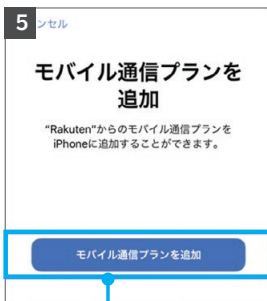 5
ンセル
モバイル通信プランを
追加
“Rakuten”からのモバイル通信プランを
iPhoneに追加することができます。
モバイル通信プランを追加